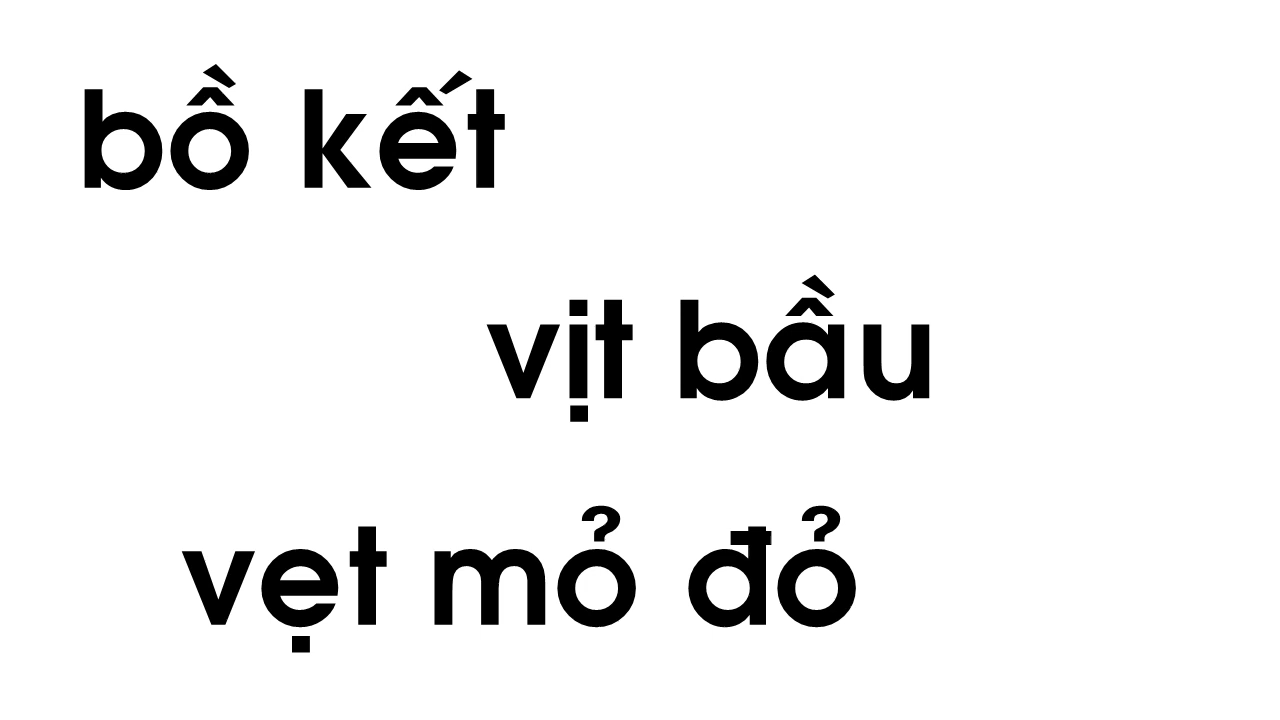 bồ kết
vịt bầu
vẹt mỏ đỏ